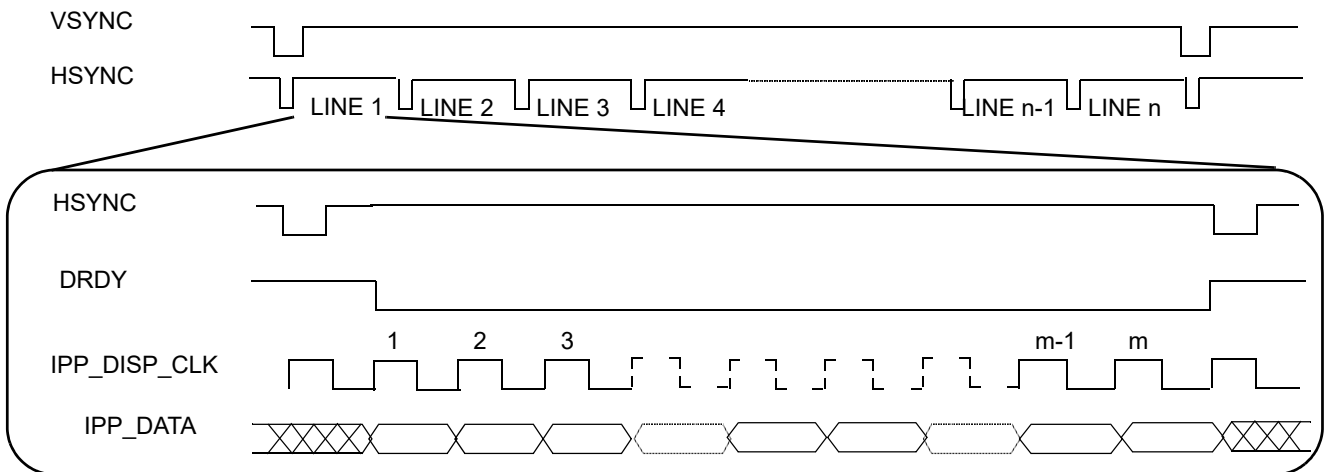 VSYNC
HSYNC
LINE 1 LINE 2 LINE 3 LINE 4 LINE n-1 LINE n
HSYNC
DRDY
1 2 3 m-1 m
IPP_DISP_CLK
IPP_DATA